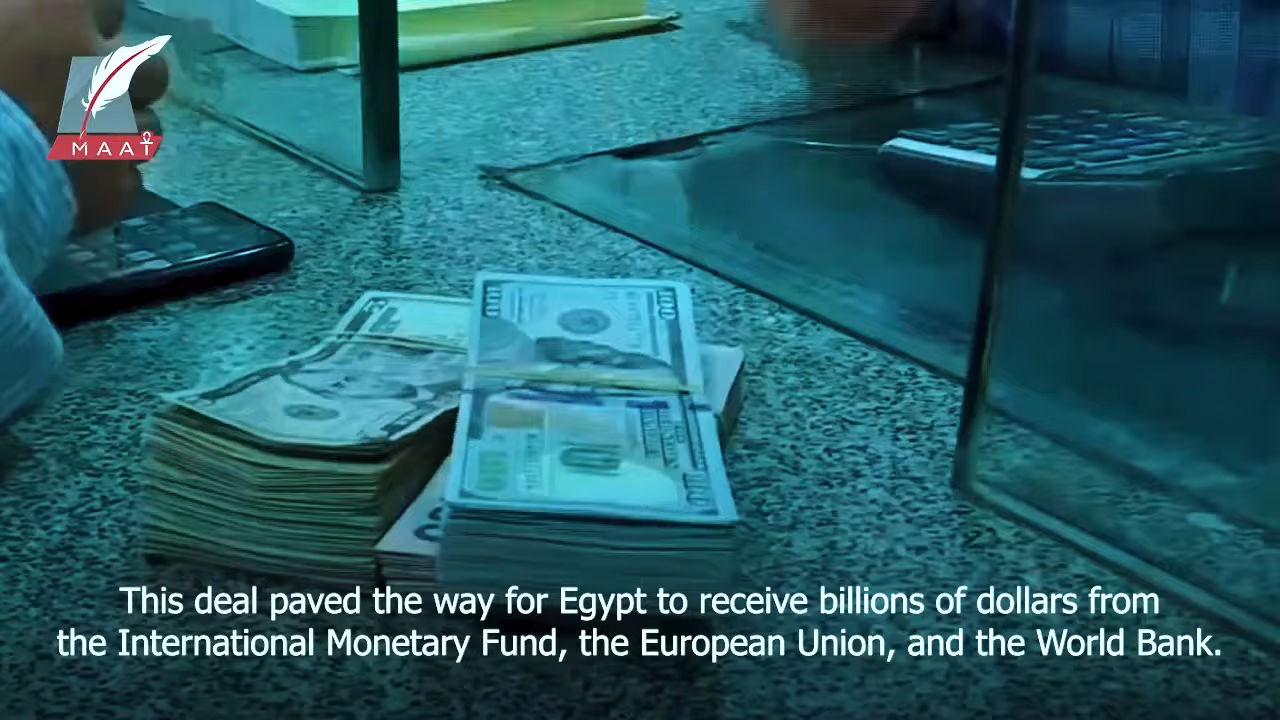 MAAT
100
100
100
This deal paved the way for Egypt to receive billions of dollars from
the International Monetary Fund, the European Union, and the World Bank.